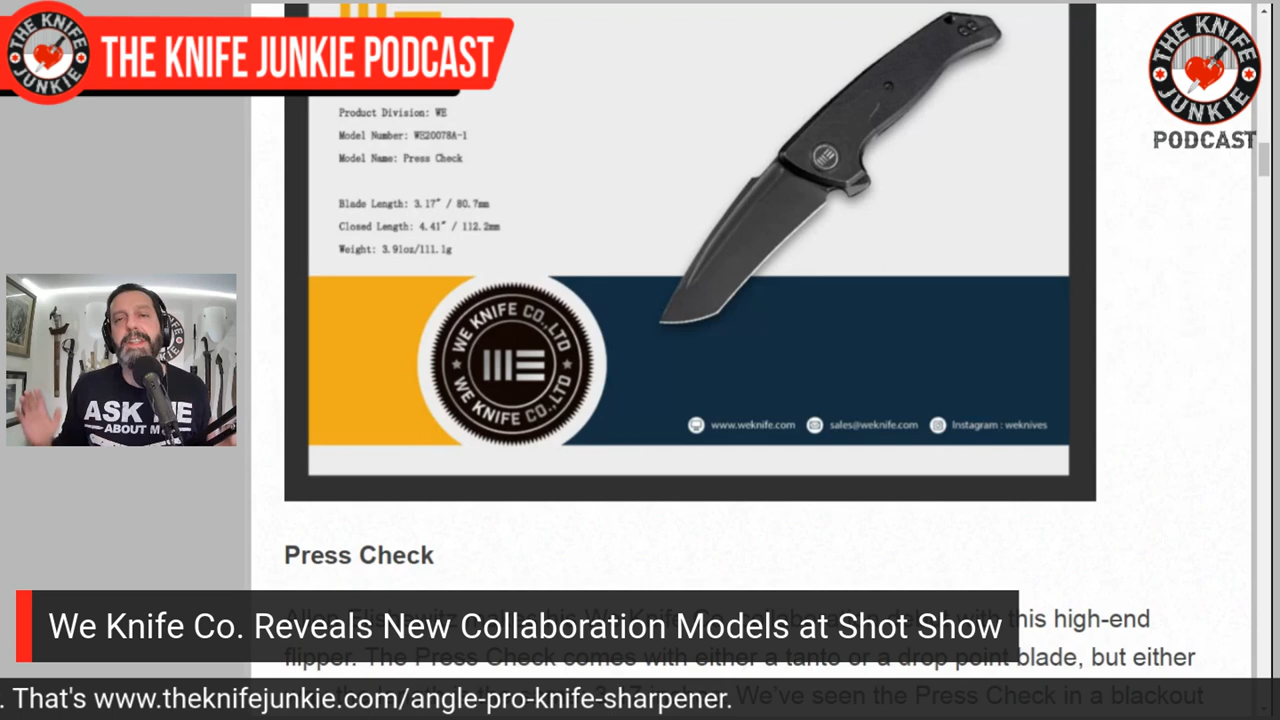 THE KNIFE JUNKIE
THE KNIFE JUNKIE PODCAST
THE KNIFE
JUNKIE
PODCAST
Product Division: WE
Model Number: WE20078A-1
Model Name: Press Check
Blade Length: 3.17" / 80.7mm
Closed Length: 4.41" / 112.2mm
Weight: 3.91oz/111.1g
WE KNIFE CO.,LTD
WE
WE KNIFE CO.,LTD
www.weknife.com
sales@weknife.com
Instagram : weknives
ASK ME
ABOUT M
Press Check
We Knife Co. Reveals New Collaboration Models at Shot Show
this high-end
flipper. The Press Check comes with either a tanto or a drop point blade, but either
We've seen the Press Check in a blackout
. That's www.theknifejunkie.com/angle-pro-knife-sharpener.